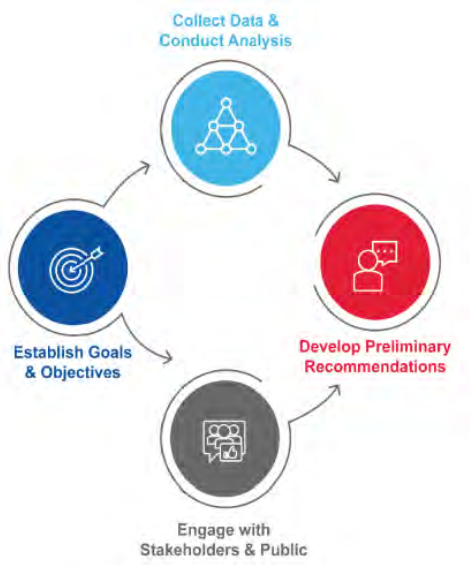 Collect Data &
Conduct Analysis
Establish Goals
& Objectives
Develop Preliminary
Recommendations
Engage with
Stakeholders & Public